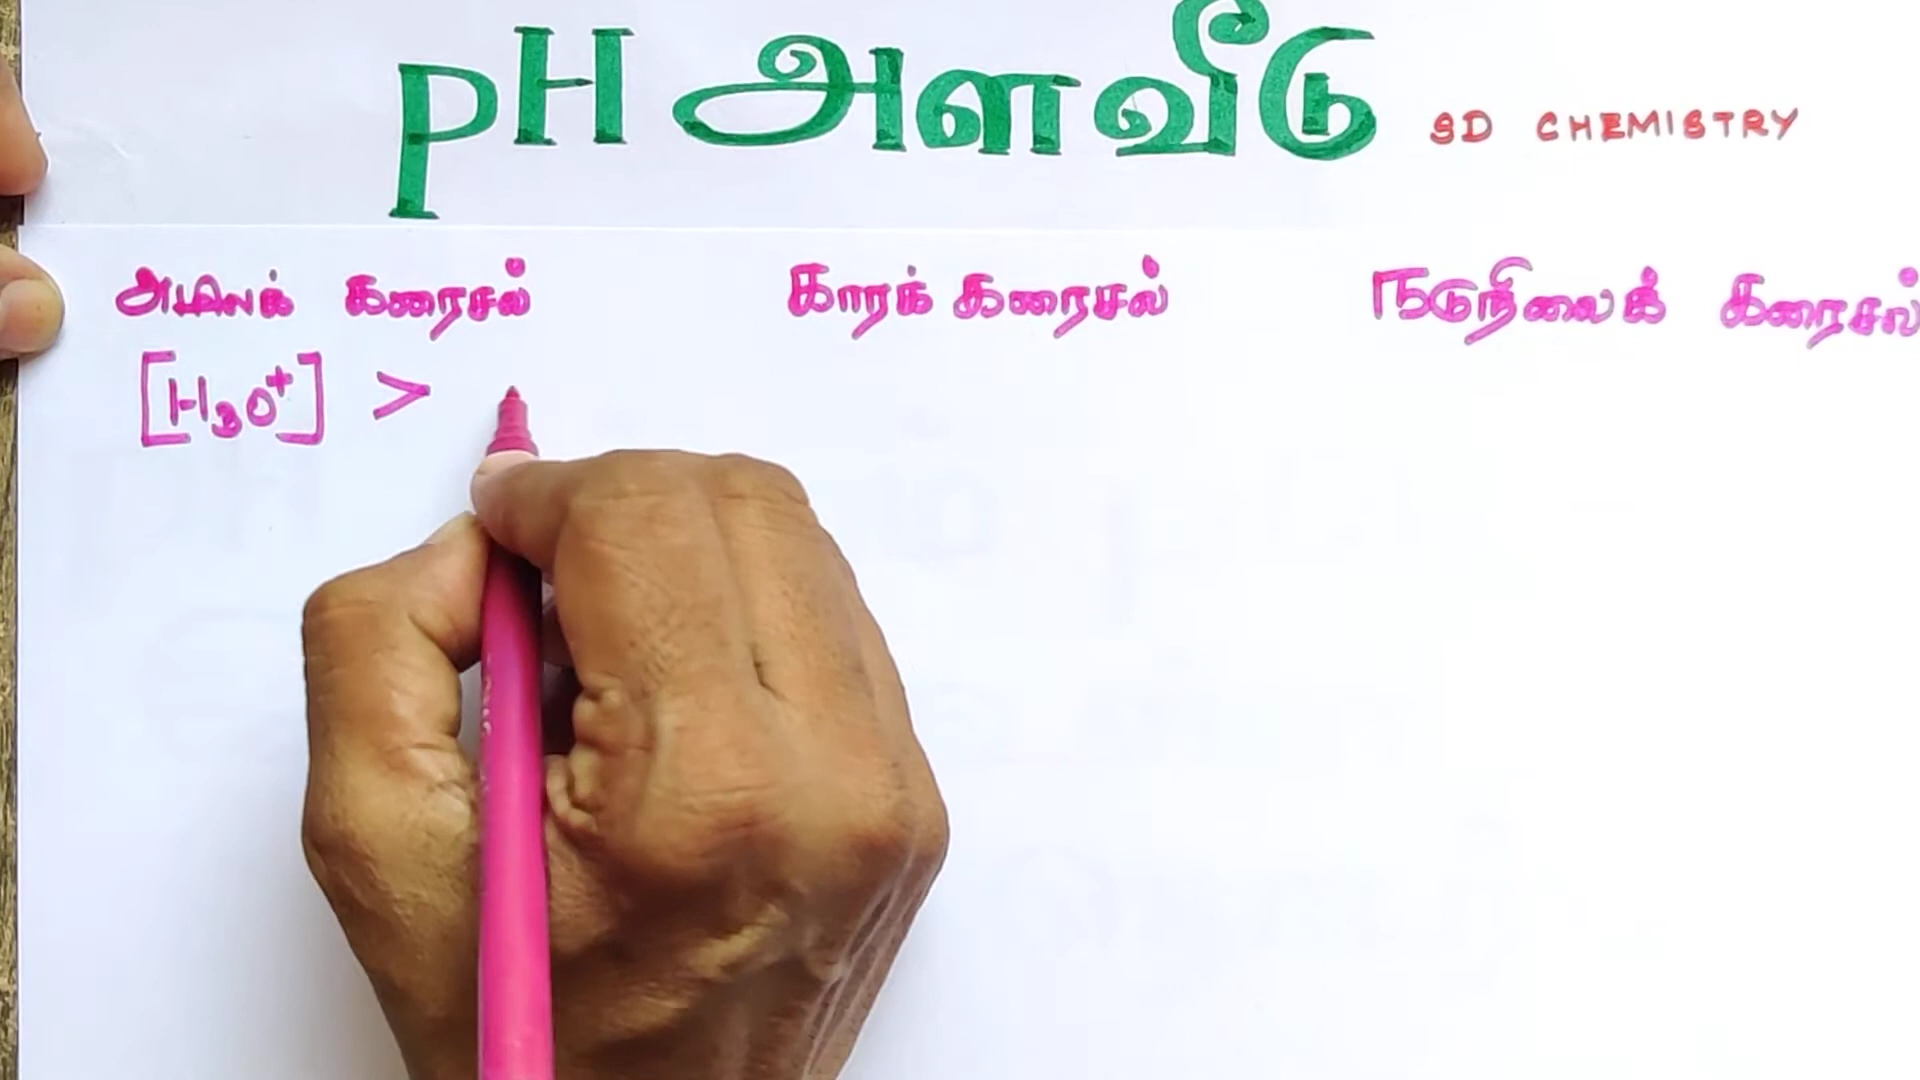 pH அளவீடு SD CHEMISTRY
அமிலக் கரைசல் காரக் கரைசல் நடுநிலைக் கரைசல்
[H₃O⁺] >